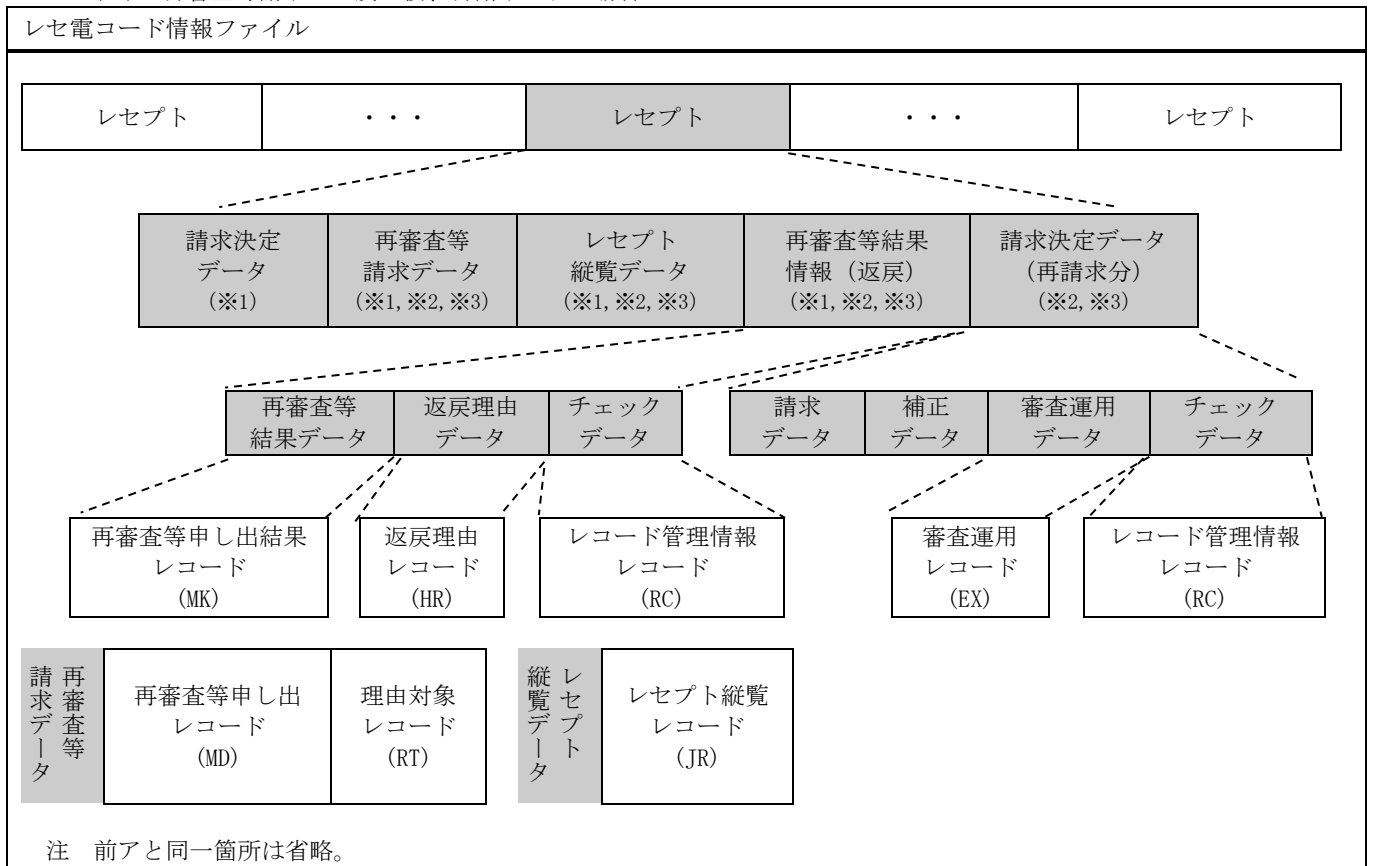 レセ電コード情報ファイル
レセプト
・・・
レセプト
・・・
レセプト
請求決定
データ
(※1)
再審査等
請求データ
(※1,※2,※3)
レセプト
縦覧データ
(※1,※2,※3)
再審査等結果
情報（返戻）
(※1,※2,※3)
請求決定データ
（再請求分）
(※2,※3)
再審査等
結果データ
返戻理由
データ
チェック
データ
請求
データ
補正
データ
審査運用
データ
チェック
データ
再審査等申し出結果
レコード
(MK)
返戻理由
レコード
(HR)
レコード管理情報
レコード
(RC)
審査運用
レコード
(EX)
レコード管理情報
レコード
(RC)
再審査等
請求データ
再審査等申し出
レコード
(MD)
理由対象
レコード
(RT)
レセプト
縦覧データ
レセプト縦覧
レコード
(JR)
注　前アと同一箇所は省略。